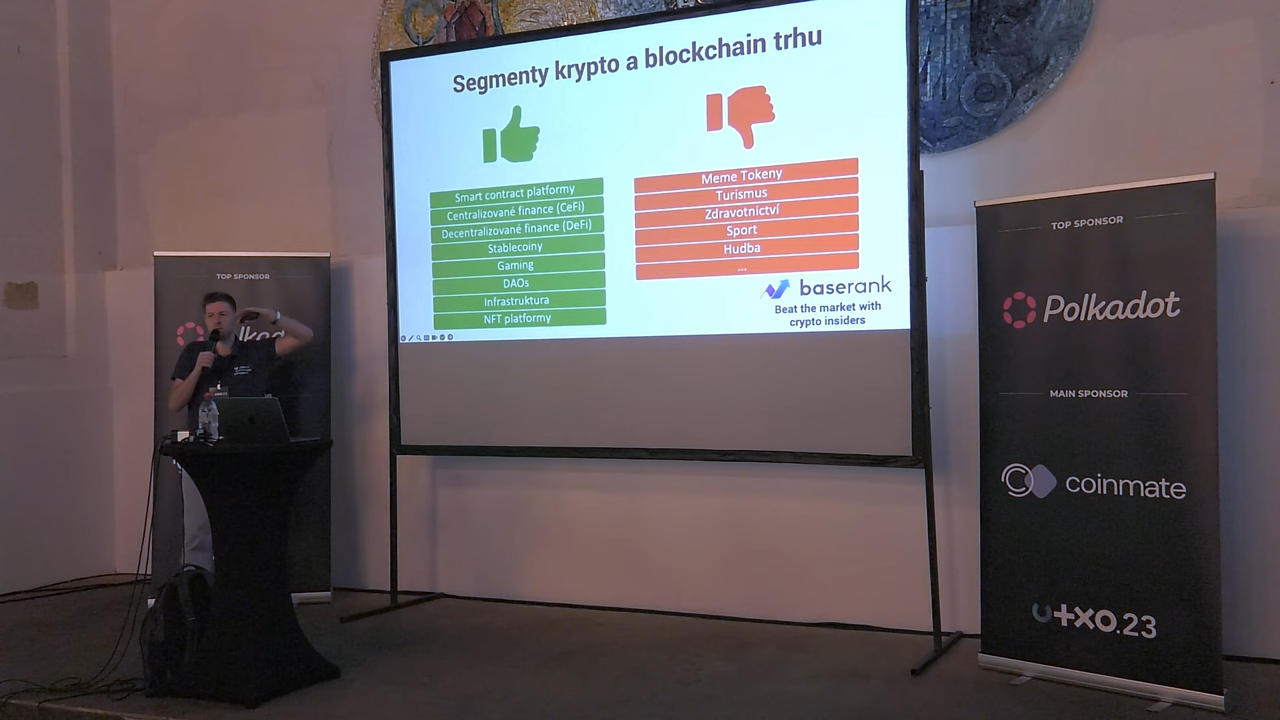 Segmenty krypto a blockchain trhu
Smart contract platformy
Centralizované finance (CeFi)
Decentralizované finance (DeFi)
Stablecoiny
Gaming
DAOs
Infrastruktura
NFT platformy
Meme Tokeny
Turismus
Zdravotnictví
Sport
Hudba
...
baserank
Beat the market with
crypto insiders
TOP SPONSOR
TOP SPONSOR
Polkadot
MAIN SPONSOR
coinmate
utxo.23